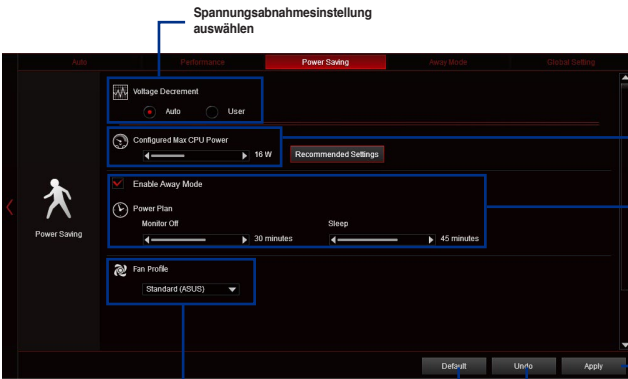 Spannungsabnahmesinstellung
auswählen
Auto Performance Power Saving Away Mode Global Setting
Voltage Decrement
Auto User
Configured Max CPU Power
16 W Recommended Settings
Enable Away Mode
Power Plan
Monitor Off Sleep
30 minutes 45 minutes
Power Saving
Fan Profile
Standard (ASUS)
Default Undo Apply